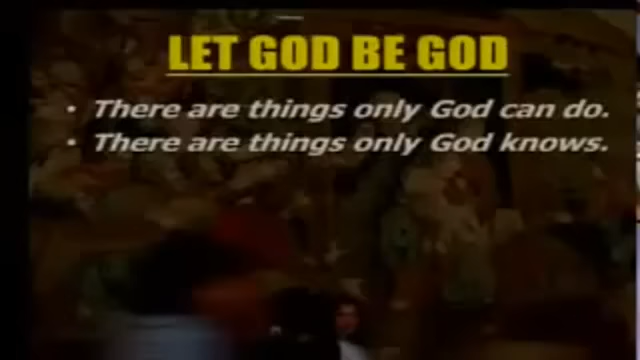 LET GOD BE GOD
• There are things only God can do.
• There are things only God knows.